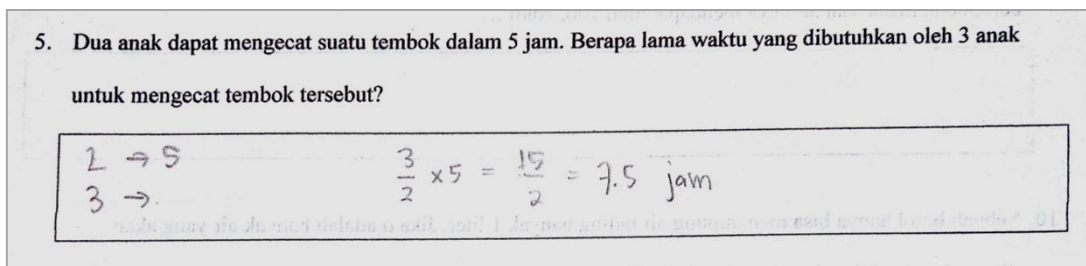 5. Dua anak dapat mengecat suatu tembok dalam 5 jam. Berapa lama waktu yang dibutuhkan oleh 3 anak
untuk mengecat tembok tersebut?
2 → 5
3 → .
3/2 x 5 = 15/2 = 7.5 jam